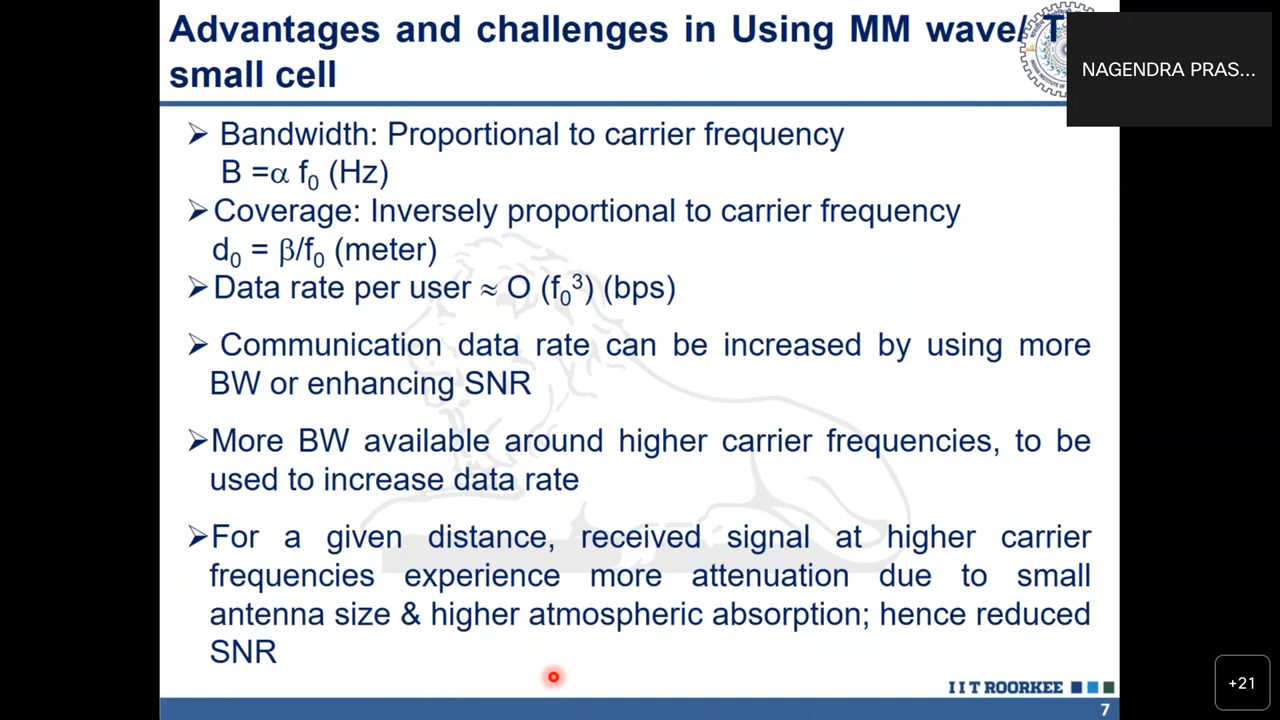 Advantages and challenges in Using MM wave/ T
small cell
NAGENDRA PRAS...
➢ Bandwidth: Proportional to carrier frequency
B =α f₀ (Hz)
➢ Coverage: Inversely proportional to carrier frequency
d₀ = β/f₀ (meter)
➢ Data rate per user ≈ O (f₀³) (bps)
➢ Communication data rate can be increased by using more
BW or enhancing SNR
➢ More BW available around higher carrier frequencies, to be
used to increase data rate
➢ For a given distance, received signal at higher carrier
frequencies experience more attenuation due to small
antenna size & higher atmospheric absorption; hence reduced
SNR
I I T ROORKEE
7
+21